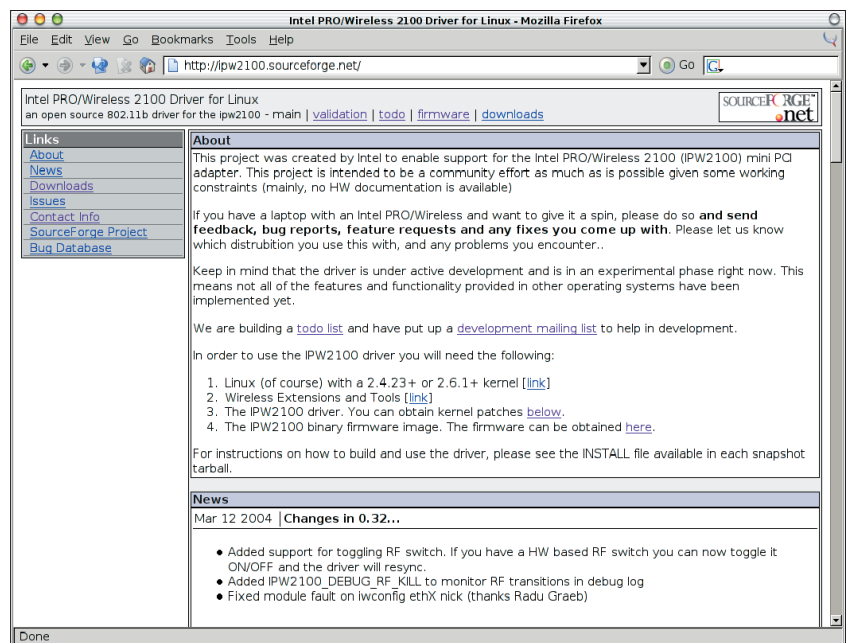 Intel PRO/Wireless 2100 Driver for Linux - Mozilla Firefox
File Edit View Go Bookmarks Tools Help
http://ipw2100.sourceforge.net/ Go G.
Intel PRO/Wireless 2100 Driver for Linux
an open source 802.11b driver for the ipw2100 - main | validation | todo | firmware | downloads
SOURCEFORGE™
.net
Links
About
News
Downloads
Issues
Contact Info
SourceForge Project
Bug Database
About
This project was created by Intel to enable support for the Intel PRO/Wireless 2100 (IPW2100) mini PCI
adapter. This project is intended to be a community effort as much as is possible given some working
constraints (mainly, no HW documentation is available)
If you have a laptop with an Intel PRO/Wireless and want to give it a spin, please do so and send
feedback, bug reports, feature requests and any fixes you come up with. Please let us know
which distrubition you use this with, and any problems you encounter..
Keep in mind that the driver is under active development and is in an experimental phase right now. This
means not all of the features and functionality provided in other operating systems have been
implemented yet.
We are building a todo list and have put up a development mailing list to help in development.
In order to use the IPW2100 driver you will need the following:
1. Linux (of course) with a 2.4.23+ or 2.6.1+ kernel [link]
2. Wireless Extensions and Tools [link]
3. The IPW2100 driver. You can obtain kernel patches below.
4. The IPW2100 binary firmware image. The firmware can be obtained here.
For instructions on how to build and use the driver, please see the INSTALL file available in each snapshot
tarball.
News
Mar 12 2004 | Changes in 0.32...
● Added support for toggling RF switch. If you have a HW based RF switch you can now toggle it
ON/OFF and the driver will resync.
● Added IPW2100_DEBUG_RF_KILL to monitor RF transitions in debug log
● Fixed module fault on iwconfig ethX nick (thanks Radu Graeb)
Done